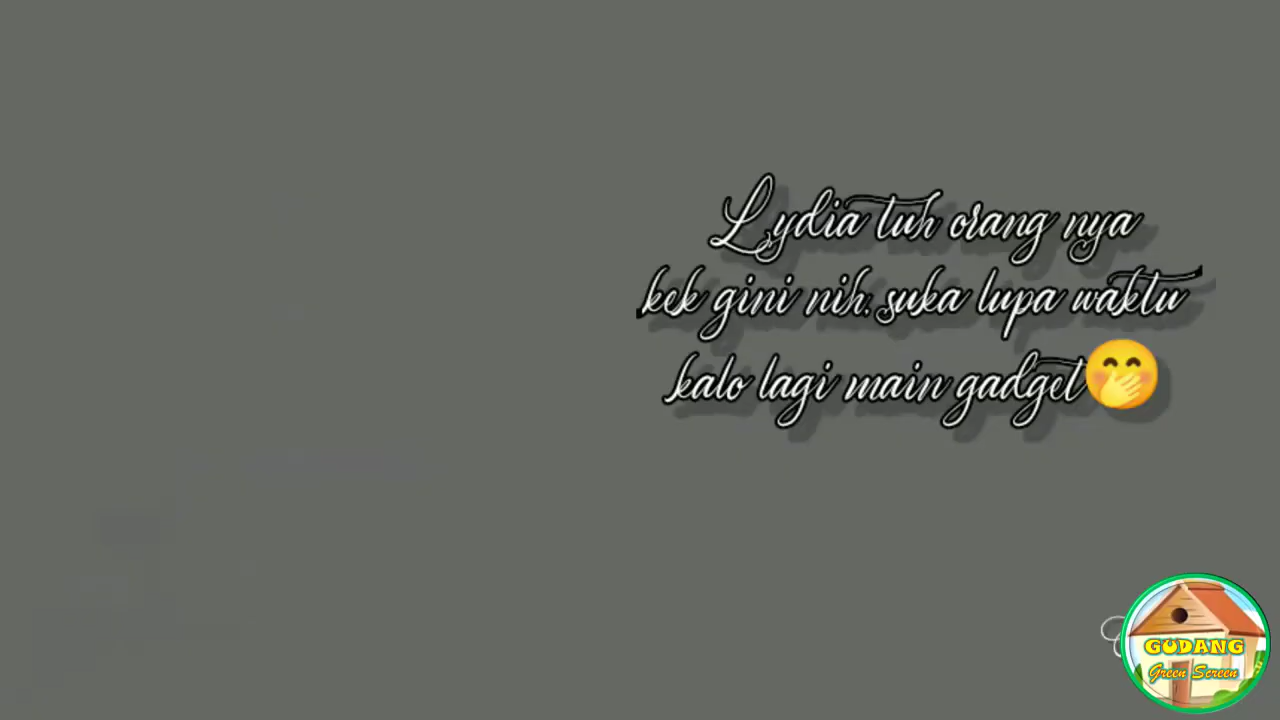 Lydia tuh orang nya
kek gini nih, suka lupa waktu
kalo lagi main gadget🤭
GUDANG
Green Screen